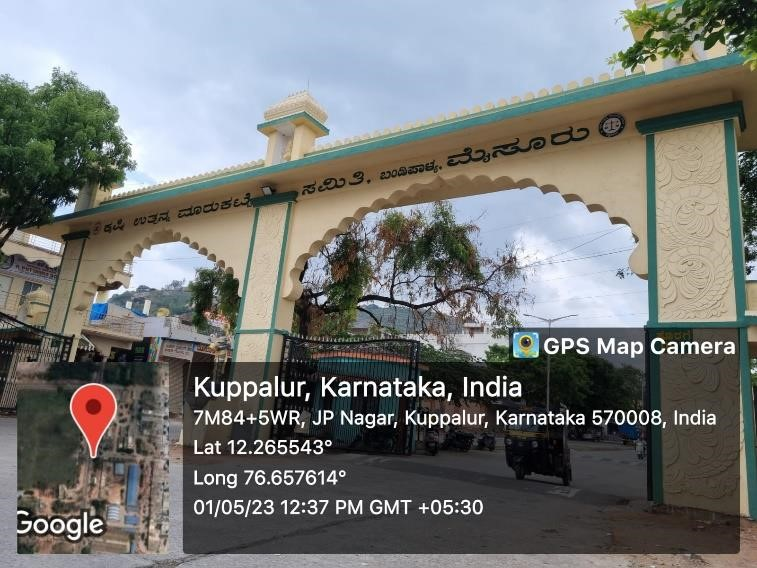 ಕೃಷಿ ಉತ್ಪನ್ನ ಮಾರುಕಟ್ಟೆ ಸಮಿತಿ, ಬಂಡಿಪಾಳ್ಯ, ಮೈಸೂರು
GPS Map Camera
Kuppalur, Karnataka, India
7M84+5WR, JP Nagar, Kuppalur, Karnataka 570008, India
Lat 12.265543°
Long 76.657614°
01/05/23 12:37 PM GMT +05:30
Google